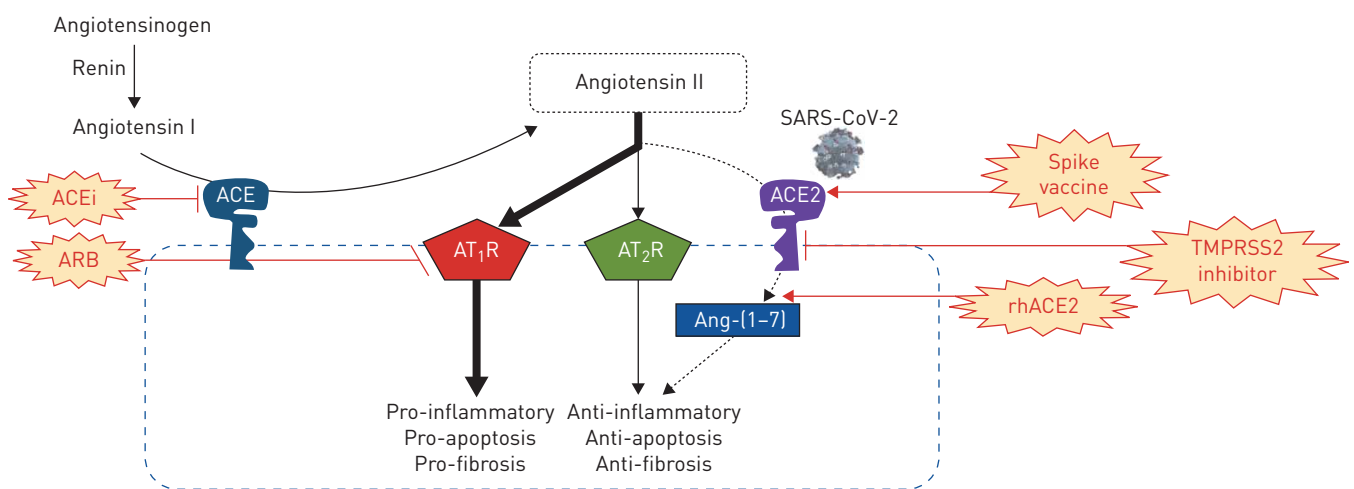 Angiotensinogen
Renin
Angiotensin I
Angiotensin II
SARS-CoV-2
ACEi
ACE
ACE2
Spike
vaccine
ARB
AT₁R
AT₂R
TMPRSS2
inhibitor
Ang-(1–7)
rhACE2
Pro-inflammatory
Pro-apoptosis
Pro-fibrosis
Anti-inflammatory
Anti-apoptosis
Anti-fibrosis